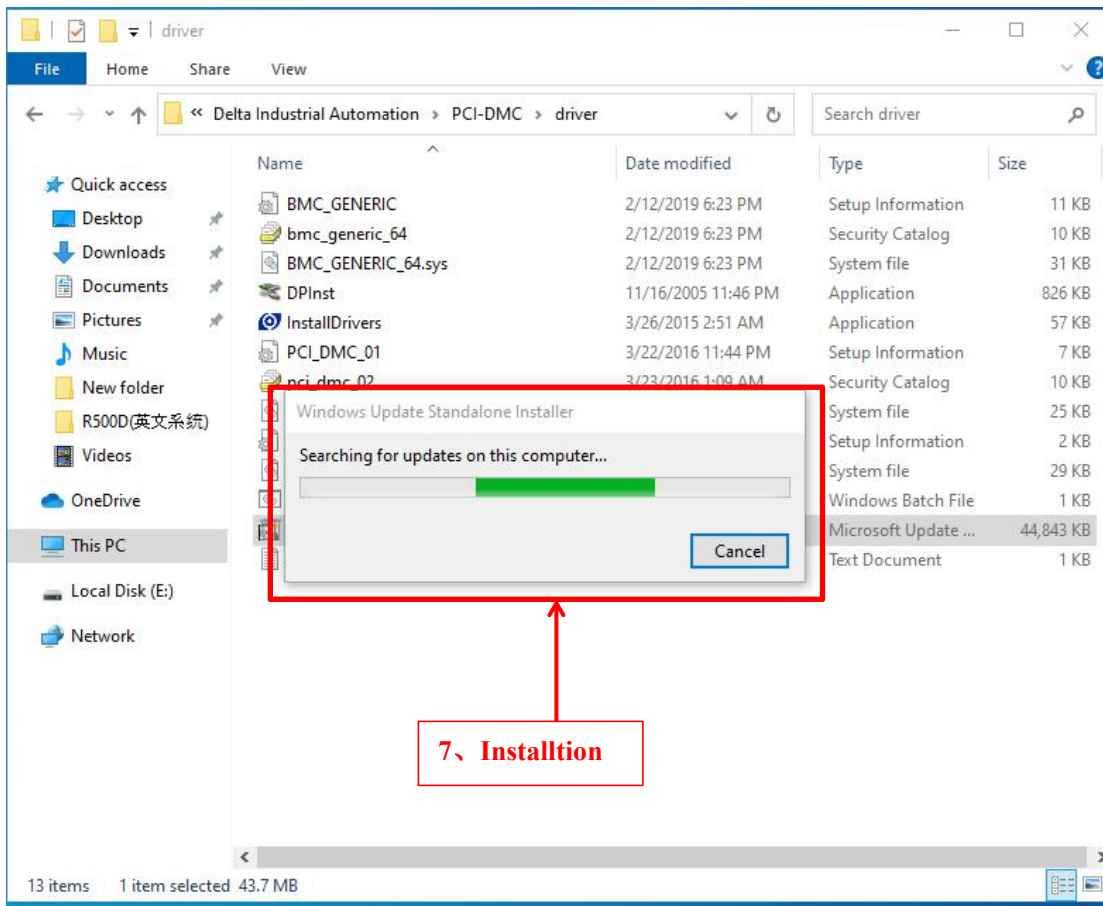 driver
File Home Share View
« Delta Industrial Automation > PCI-DMC > driver Search driver
Name Date modified Type Size
Quick access
Desktop
Downloads
Documents
Pictures
Music
New folder
R500D(英文系统)
Videos
OneDrive
This PC
Local Disk (E:)
Network
BMC_GENERIC 2/12/2019 6:23 PM Setup Information 11 KB
bmc_generic_64 2/12/2019 6:23 PM Security Catalog 10 KB
BMC_GENERIC_64.sys 2/12/2019 6:23 PM System file 31 KB
DPInst 11/16/2005 11:46 PM Application 826 KB
InstallDrivers 3/26/2015 2:51 AM Application 57 KB
PCI_DMC_01 3/22/2016 11:44 PM Setup Information 7 KB
pci_dmc_02 3/23/2016 1:09 AM Security Catalog 10 KB
System file 25 KB
Setup Information 2 KB
System file 29 KB
Windows Batch File 1 KB
Microsoft Update ... 44,843 KB
Text Document 1 KB
Windows Update Standalone Installer
Searching for updates on this computer...
Cancel
7、Installtion
13 items 1 item selected 43.7 MB